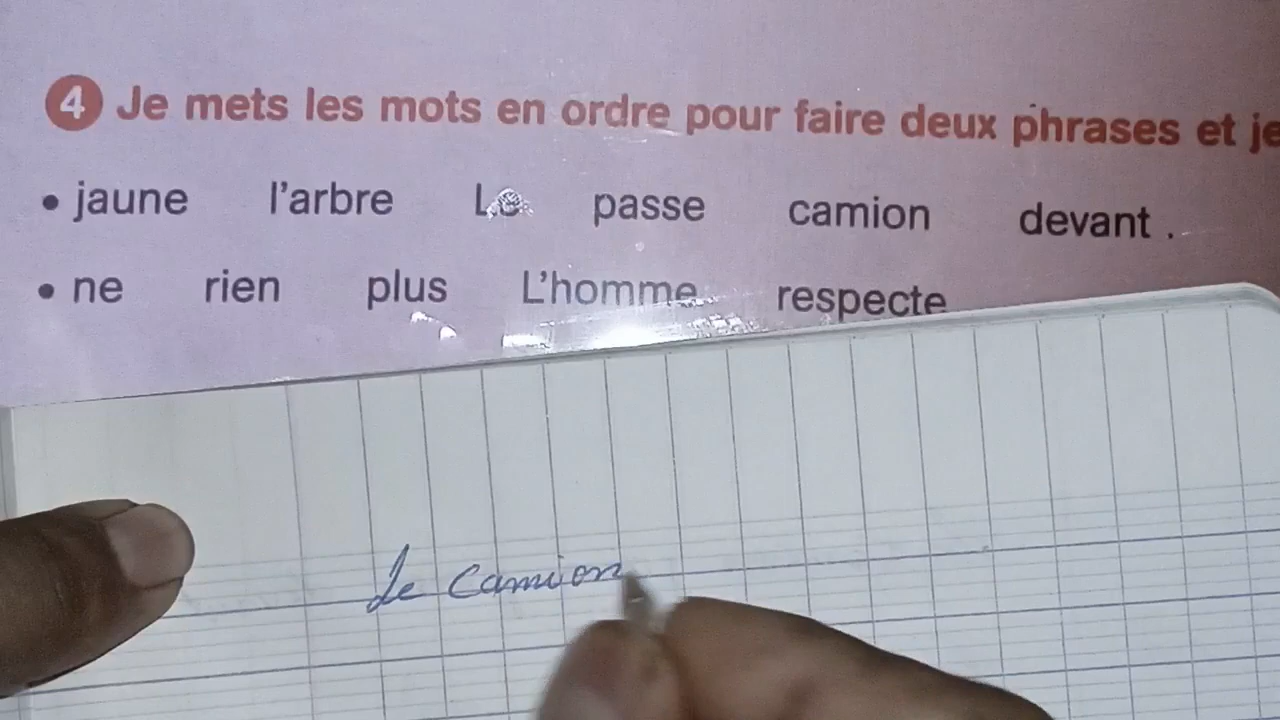 4 Je mets les mots en ordre pour faire deux phrases et je
• jaune l'arbre Le passe camion devant .
• ne rien plus L'homme respecte
Le camion